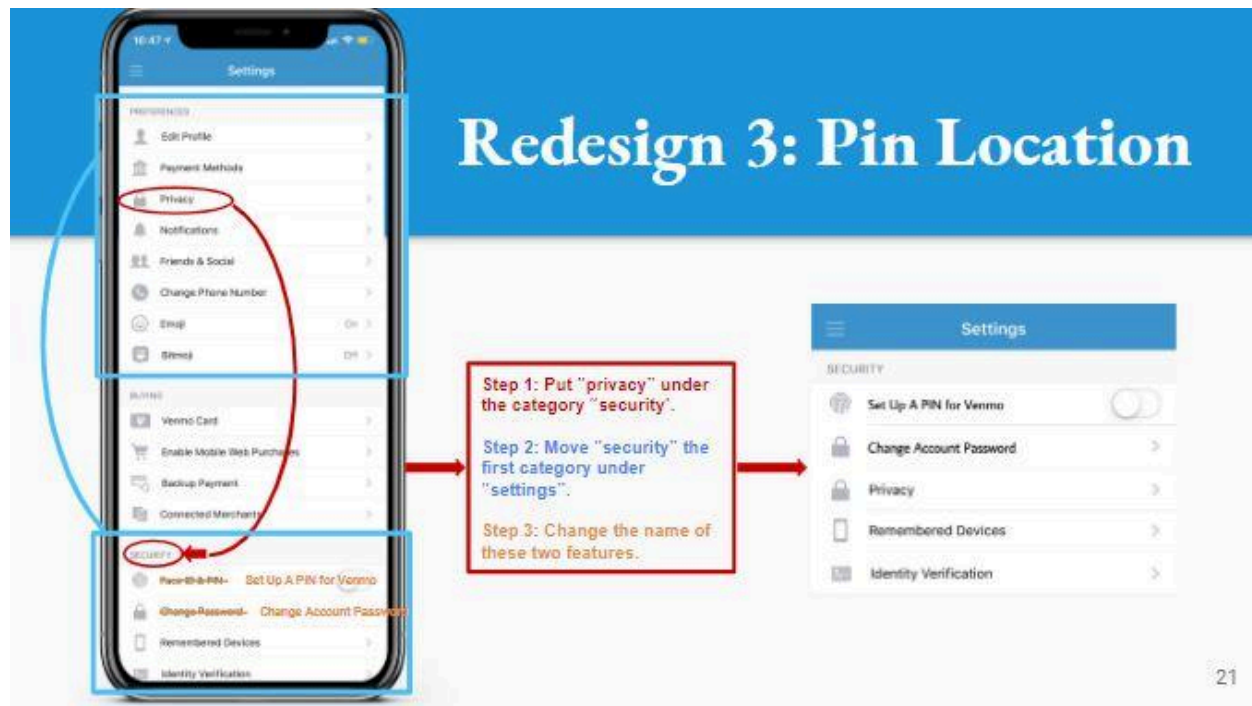 Redesign 3: Pin Location
10:47
Settings
PREFERENCES
Edit Profile
Payment Methods
Privacy
Notifications
Friends & Social
Change Phone Number
Emoji On
Bitmoji Off
BUYING
Venmo Card
Enable Mobile Web Purchases
Backup Payment
Connected Merchants
SECURITY
Face ID & PIN Set Up A PIN for Venmo
Change Password Change Account Password
Remembered Devices
Identity Verification
Step 1: Put "privacy" under
the category "security'.
Step 2: Move "security" the
first category under
"settings".
Step 3: Change the name of
these two features.
Settings
SECURITY
Set Up A PIN for Venmo
Change Account Password
Privacy
Remembered Devices
Identity Verification
21